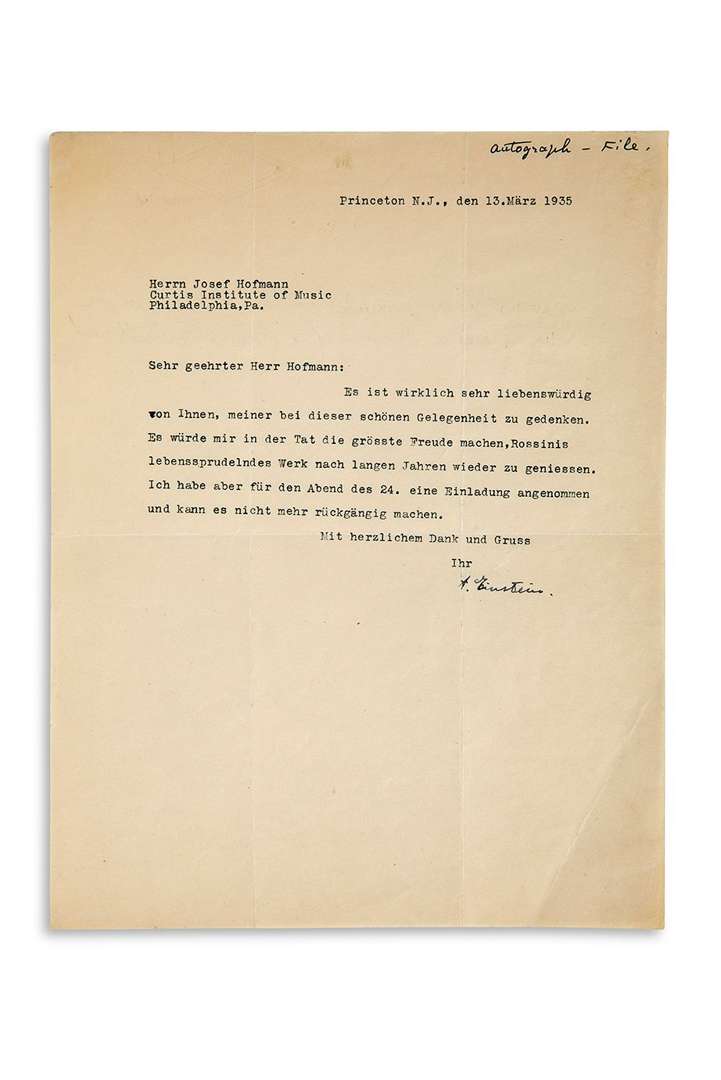 autograph - File.
Princeton N.J., den 13.März 1935
Herrn Josef Hofmann
Curtis Institute of Music
Philadelphia,Pa.
Sehr geehrter Herr Hofmann:
Es ist wirklich sehr liebenswürdig
von Ihnen, meiner bei dieser schönen Gelegenheit zu gedenken.
Es würde mir in der Tat die grösste Freude machen,Rossinis
lebenssprudelndes Werk nach langen Jahren wieder zu geniessen.
Ich habe aber für den Abend des 24. eine Einladung angenommen
und kann es nicht mehr rückgängig machen.
Mit herzlichem Dank und Gruss
Ihr
A. Einstein.